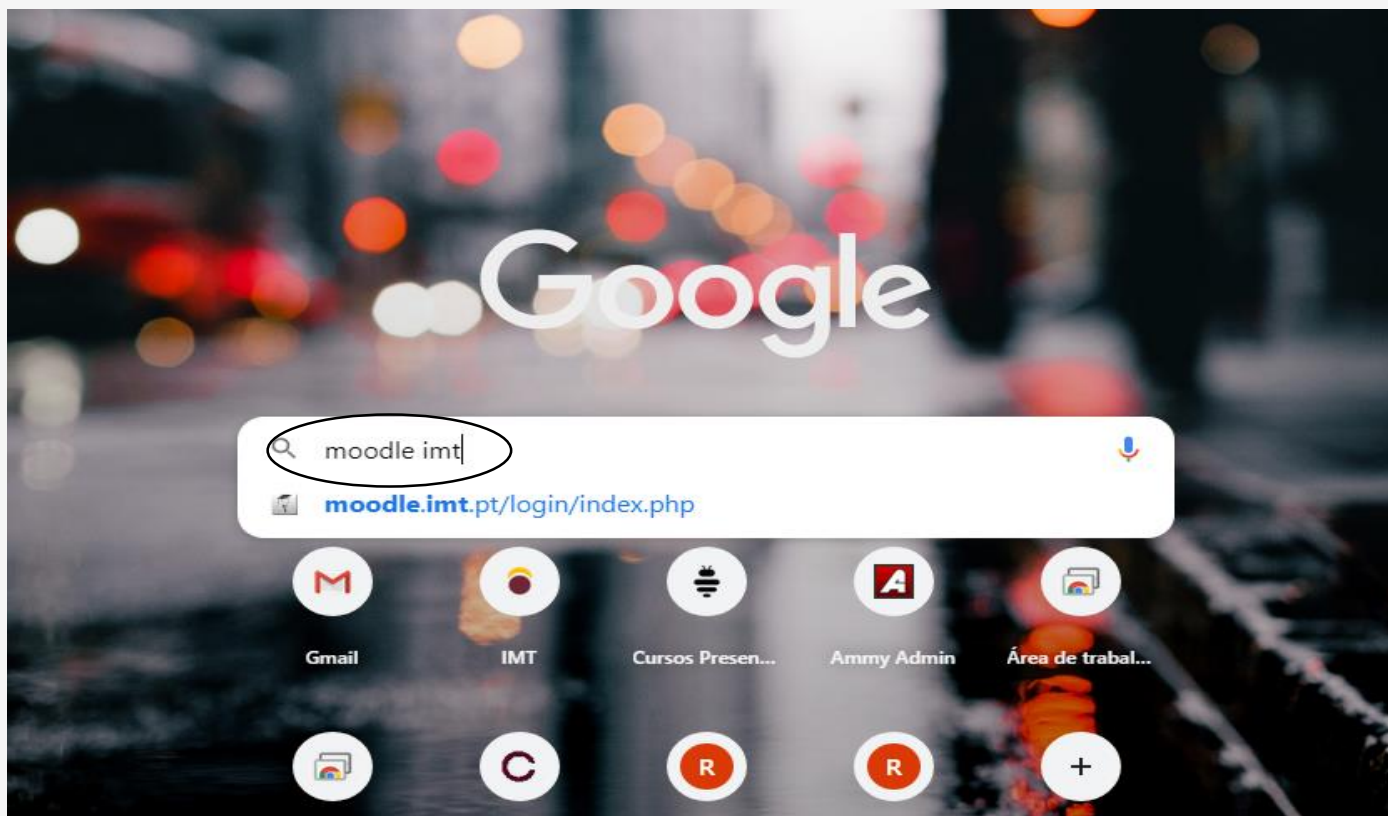 Google
moodle imt
moodle.imt.pt/login/index.php
M
A
Gmail
IMT
Cursos Presen...
Ammy Admin
Área de trabal...
C
R
R
+